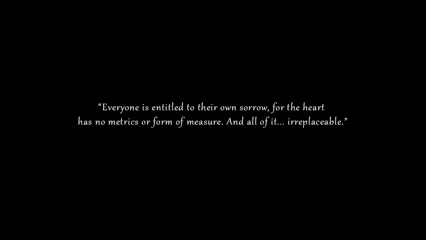 “Everyone is entitled to their own sorrow, for the heart
has no metrics or form of measure. And all of it... irreplaceable.”